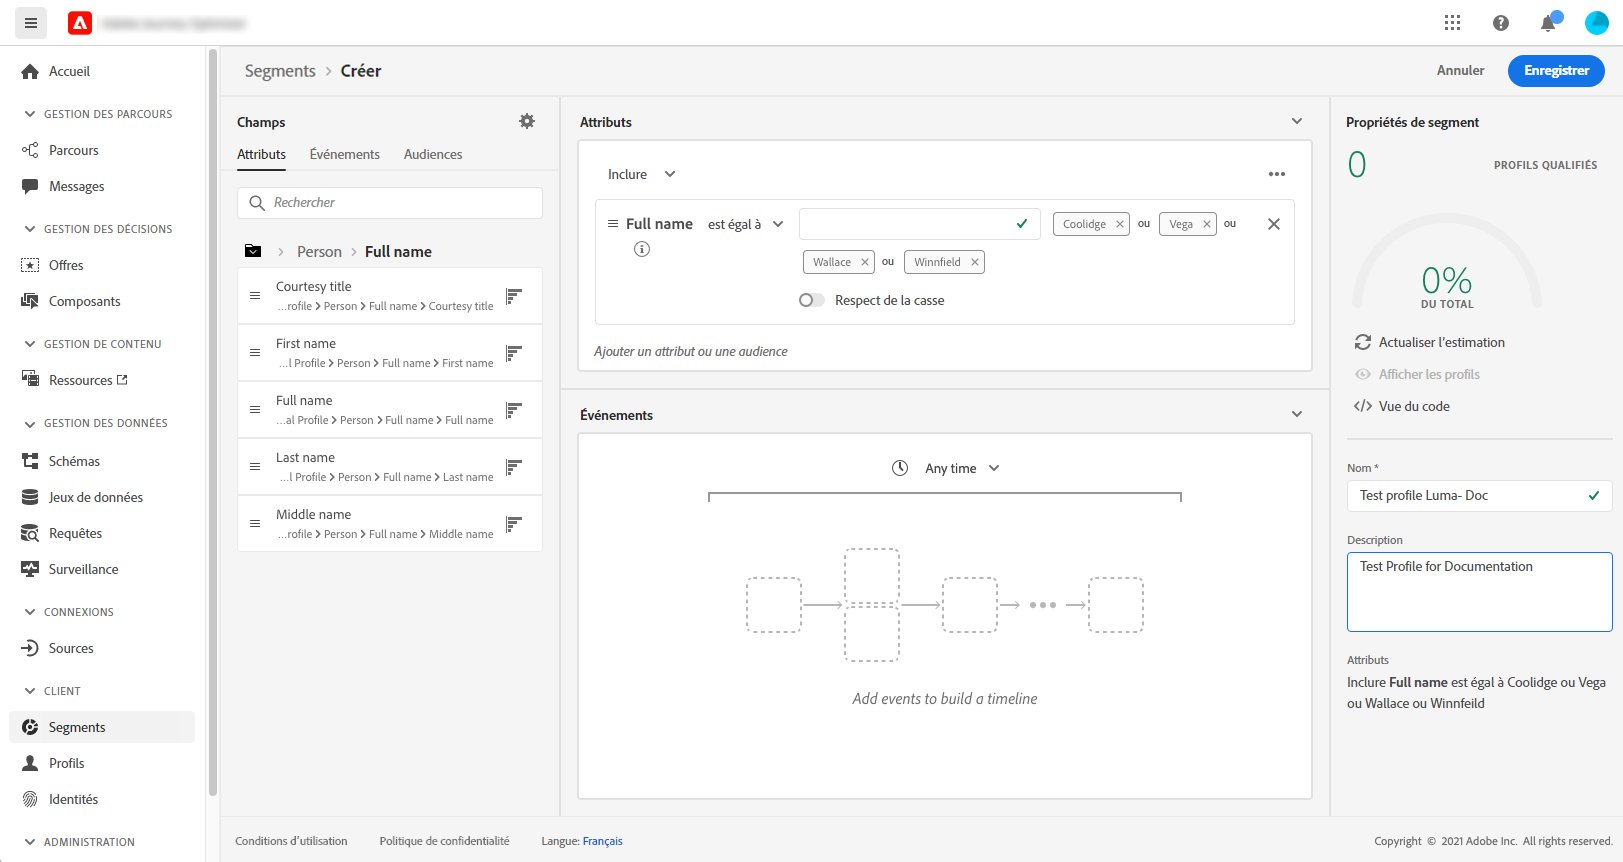 Segments > Créer
Annuler
Enregistrer
Accueil
GESTION DES PARCOURS
Parcours
Messages
GESTION DES DÉCISIONS
Offres
Composants
GESTION DE CONTENU
Ressources
GESTION DES DONNÉES
Schémas
Jeux de données
Requêtes
Surveillance
CONNEXIONS
Sources
CLIENT
Segments
Profils
Identités
ADMINISTRATION
Champs
Attributs Événements Audiences
Rechercher
> Person > Full name
Courtesy title
...rofile > Person > Full name > Courtesy title
First name
...l Profile > Person > Full name > First name
Full name
...al Profile > Person > Full name > Full name
Last name
...l Profile > Person > Full name > Last name
Middle name
...rofile > Person > Full name > Middle name
Attributs
Inclure
Full name est égal à Coolidge ou Vega ou
Wallace ou Winnfield
Respect de la casse
Ajouter un attribut ou une audience
Événements
Any time
Add events to build a timeline
Propriétés de segment
0 PROFILS QUALIFIÉS
0%
DU TOTAL
Actualiser l'estimation
Afficher les profils
Vue du code
Nom *
Test profile Luma- Doc
Description
Test Profile for Documentation
Attributs
Inclure Full name est égal à Coolidge ou Vega
ou Wallace ou Winnfeild
Conditions d'utilisation Politique de confidentialité Langue: Français
Copyright © 2021 Adobe Inc. All rights reserved.